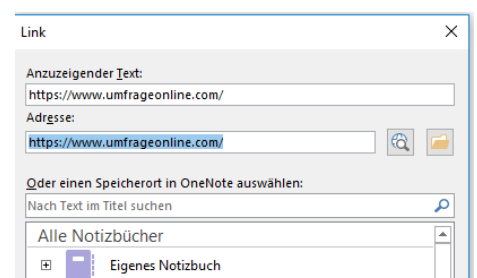 Link
Anzuzeigender Text:
https://www.umfrageonline.com/
Adresse:
https://www.umfrageonline.com/
Oder einen Speicherort in OneNote auswählen:
Nach Text im Titel suchen
Alle Notizbücher
Eigenes Notizbuch